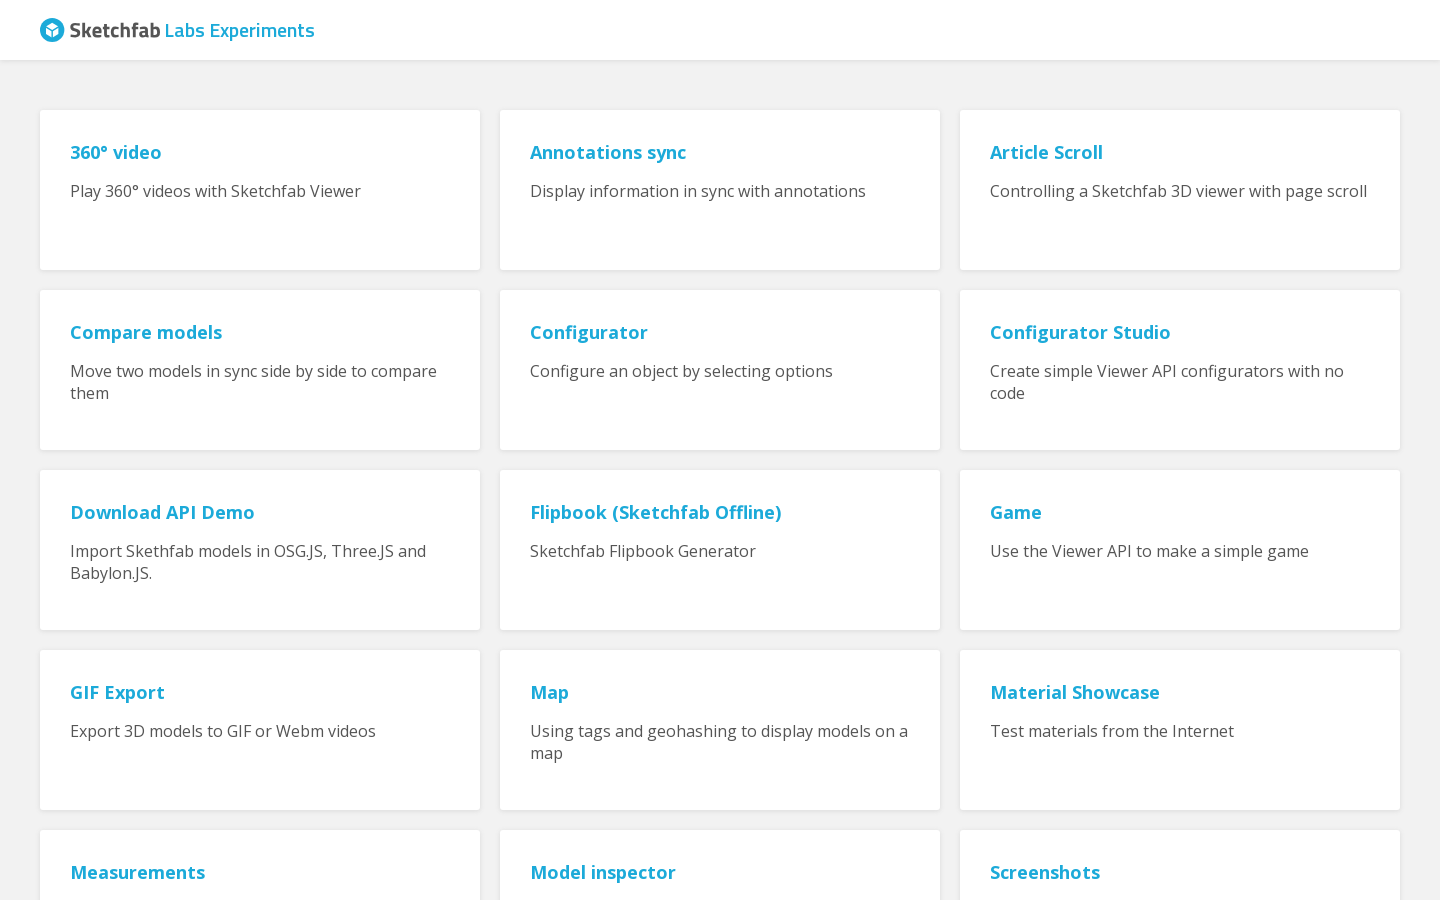 Sketchfab Labs Experiments
360° video
Play 360° videos with Sketchfab Viewer
Annotations sync
Display information in sync with annotations
Article Scroll
Controlling a Sketchfab 3D viewer with page scroll
Compare models
Move two models in sync side by side to compare
them
Configurator
Configure an object by selecting options
Configurator Studio
Create simple Viewer API configurators with no
code
Download API Demo
Import Skethfab models in OSG.JS, Three.JS and
Babylon.JS.
Flipbook (Sketchfab Offline)
Sketchfab Flipbook Generator
Game
Use the Viewer API to make a simple game
GIF Export
Export 3D models to GIF or Webm videos
Map
Using tags and geohashing to display models on a
map
Material Showcase
Test materials from the Internet
Measurements
Model inspector
Screenshots